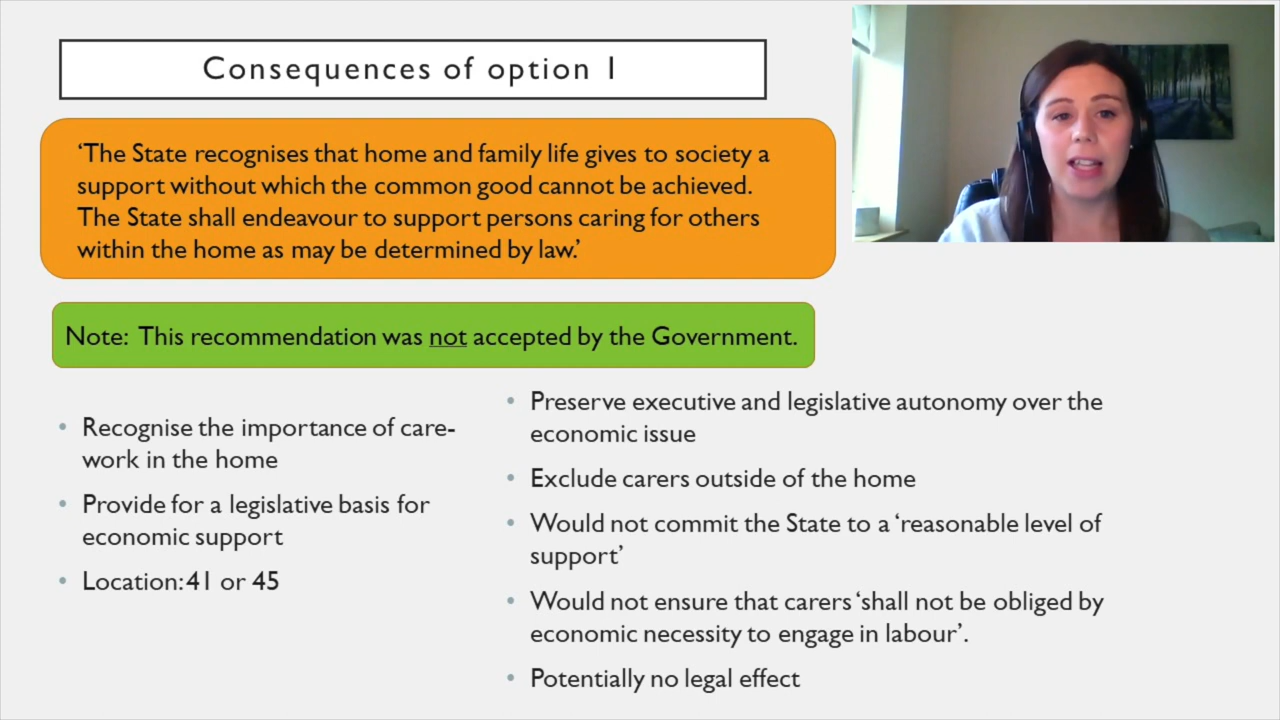 Consequences of option 1
‘The State recognises that home and family life gives to society a
support without which the common good cannot be achieved.
The State shall endeavour to support persons caring for others
within the home as may be determined by law.’
Note: This recommendation was not accepted by the Government.
• Recognise the importance of care-
work in the home
• Provide for a legislative basis for
economic support
• Location: 41 or 45
• Preserve executive and legislative autonomy over the
economic issue
• Exclude carers outside of the home
• Would not commit the State to a ‘reasonable level of
support’
• Would not ensure that carers ‘shall not be obliged by
economic necessity to engage in labour’.
• Potentially no legal effect